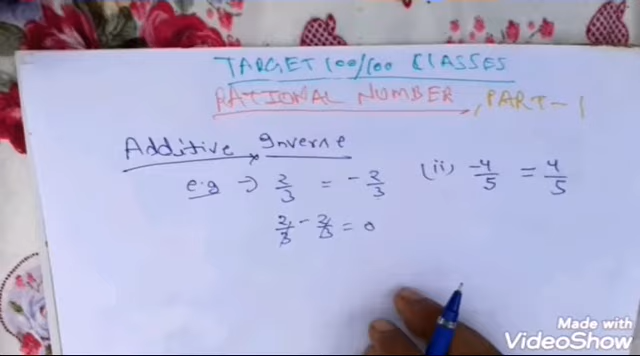 TARGET 100/100 CLASSES
RATIONAL NUMBER, PART-1
Additive Inverse
e.g → 2/3 = -2/3 (ii) -4/5 = 4/5
2/3 - 2/3 = 0
Made with
VideoShow